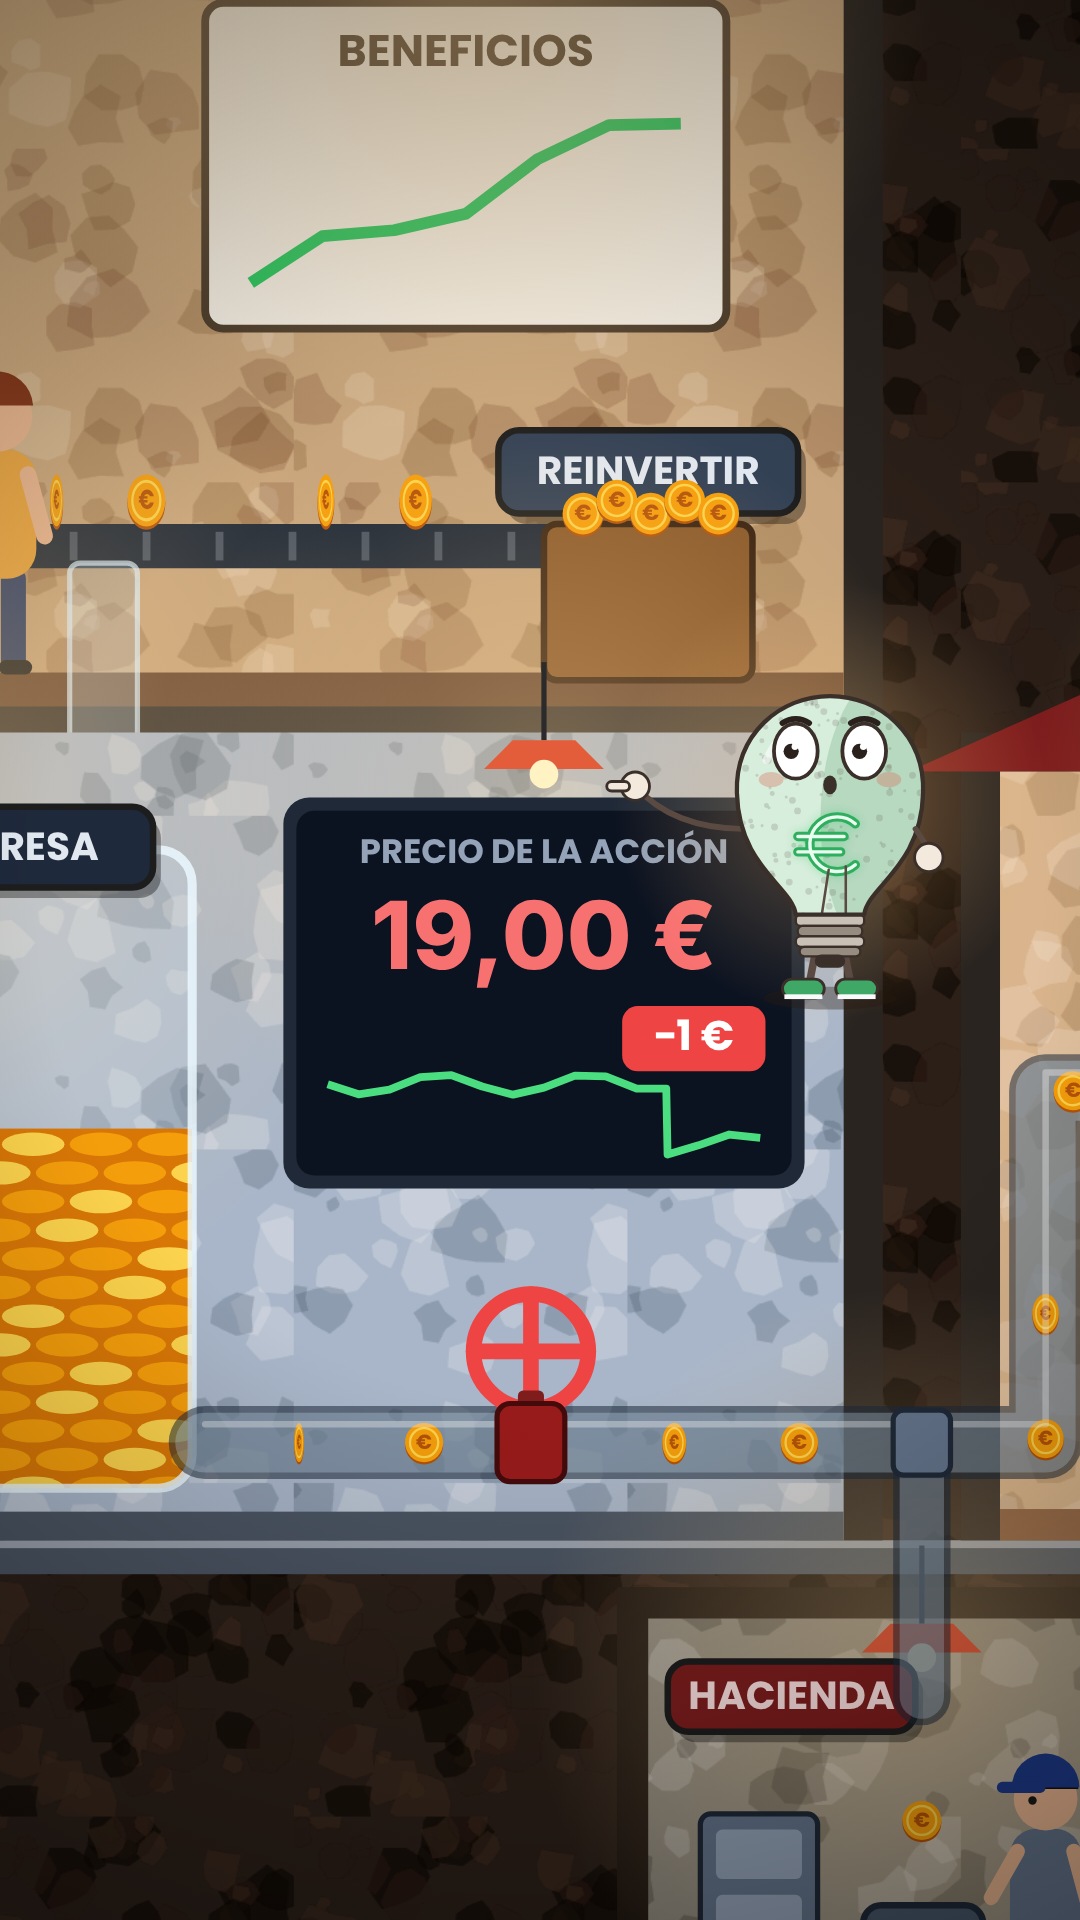 BENEFICIOS
REINVERTIR
RESA
PRECIO DE LA ACCIÓN
19,00 €
€
-1 €
HACIENDA